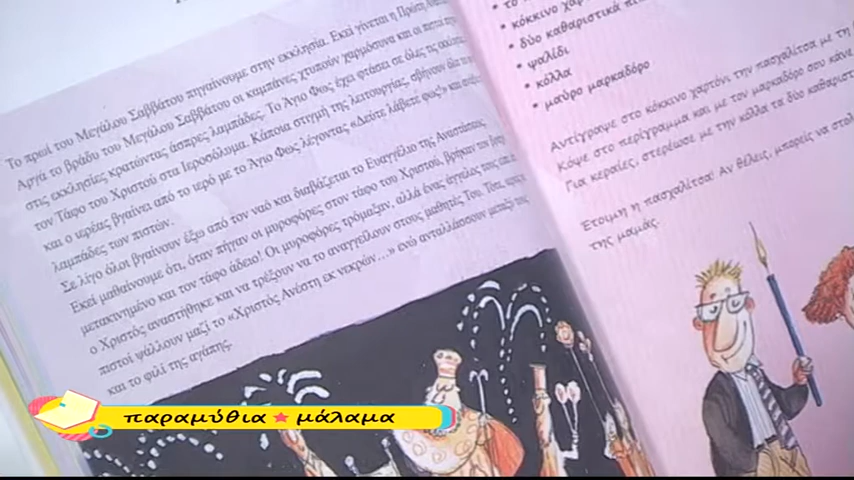 Το πρωί του Μεγάλου Σαββάτου πηγαίνουμε στην εκκλησία. Εκεί γίνεται η Πρώτη
Αργά το βράδυ του Μεγάλου Σαββάτου οι καμπάνες χτυπούν χαρμόσυνα και οι
στις εκκλησίες κρατώντας άσπρες λαμπάδες. Το Άγιο Φως έχει φτάσει σε όλες τις
τον Τάφο του Χριστού στα Ιεροσόλυμα. Κάποια στιγμή της λειτουργίας, σβήνουν
και ο ιερέας βγαίνει από το ιερό με το Άγιο Φως λέγοντας «Δεύτε λάβετε φως!» και
λαμπάδες των πιστών.
Σε λίγο όλοι βγαίνουν έξω από τον ναό και διαβάζεται το Ευαγγέλιο της Αναστάσεως.
Εκεί μαθαίνουμε ότι, όταν πήγαν οι μυροφόρες στον τάφο του Χριστού, βρήκαν τον
μετακινημένο και τον τάφο άδειο! Οι μυροφόρες τρόμαξαν, αλλά ένας άγγελος τους
ο Χριστός αναστήθηκε και να τρέξουν να το αναγγείλουν στους μαθητές Του. Τότε,
πιστοί ψάλλουν μαζί το «Χριστός Ανέστη εκ νεκρών...» ενώ ανταλλάσσουν μεταξύ τους
και το φιλί της αγάπης.
• το
• κόκκινο
• δύο καθαριστικά
• ψαλίδι
• κόλλα
• μαύρο μαρκαδόρο
Αντίγραψε στο κόκκινο χαρτόνι την πασχαλίτσα με τη
Κόψε στο περίγραμμα και με τον μαρκαδόρο σου κάνε
Για κεραίες, στερέωσε με την κόλλα τα δύο
Έτοιμη η πασχαλίτσα! Αν θέλεις, μπορείς να
της μαμάς.
παραμύθια ★ μάλαμα